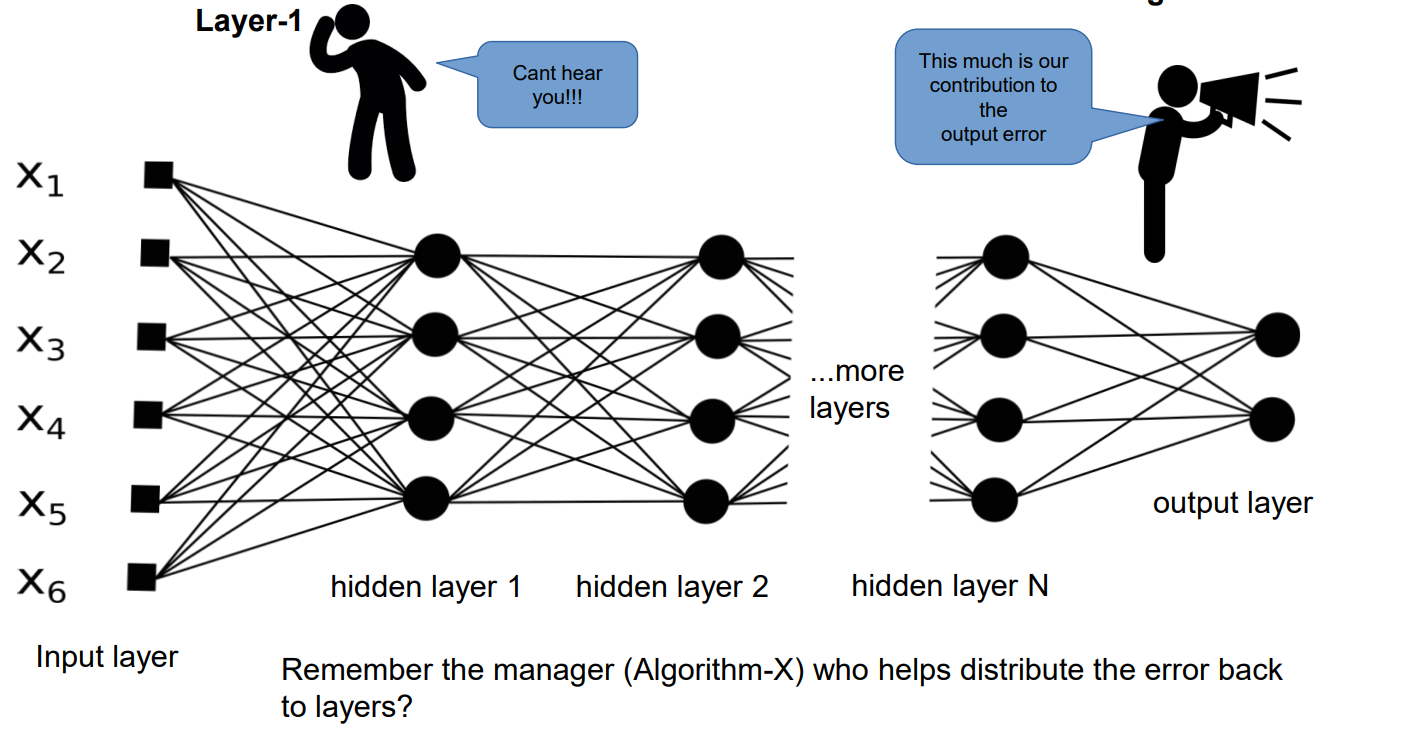 Layer-1
Cant hear
you!!!
This much is our
contribution to
the
output error
x1
x2
x3
x4
x5
x6
...more
layers
output layer
hidden layer 1
hidden layer 2
hidden layer N
Input layer
Remember the manager (Algorithm-X) who helps distribute the error back
to layers?